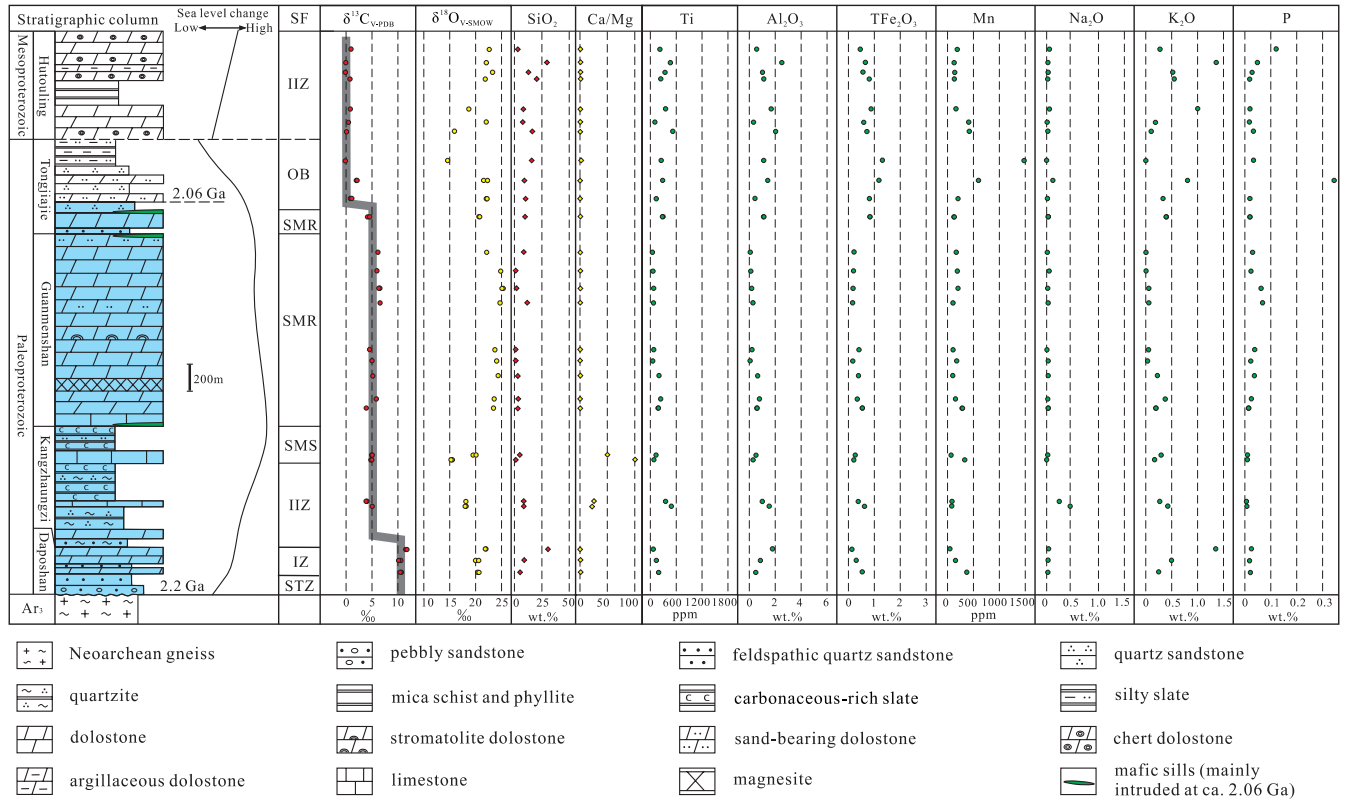 Stratigraphic column
Sea level change
Low High
SF
δ¹³C V-PDB
δ¹⁸O V-SMOW
SiO₂
Ca/Mg
Ti
Al₂O₃
TFe₂O₃
Mn
Na₂O
K₂O
P
Mesoproterozoic
Hutouling
IIZ
Paleoproterozoic
Tongjiajic
2.06 Ga
OB
SMR
Guanmenshan
SMR
200m
Kangzhaungzi
SMS
IIZ
Daposhan
IZ
2.2 Ga
STZ
Ar₃
0 5 10
‰
10 15 20 25 30
‰
0 25 50
wt.%
0 50 100
0 600 1200 1800
ppm
0 2 4 6
wt.%
0 1 2 3
wt.%
0 500 1000 1500
ppm
0 0.5 1.0 1.5
wt.%
0 0.5 1.0 1.5
wt.%
0 0.1 0.2 0.3
wt.%
Neoarchean gneiss
pebbly sandstone
feldspathic quartz sandstone
quartz sandstone
quartzite
mica schist and phyllite
carbonaceous-rich slate
silty slate
dolostone
stromatolite dolostone
sand-bearing dolostone
chert dolostone
argillaceous dolostone
limestone
magnesite
mafic sills (mainly
intruded at ca. 2.06 Ga)